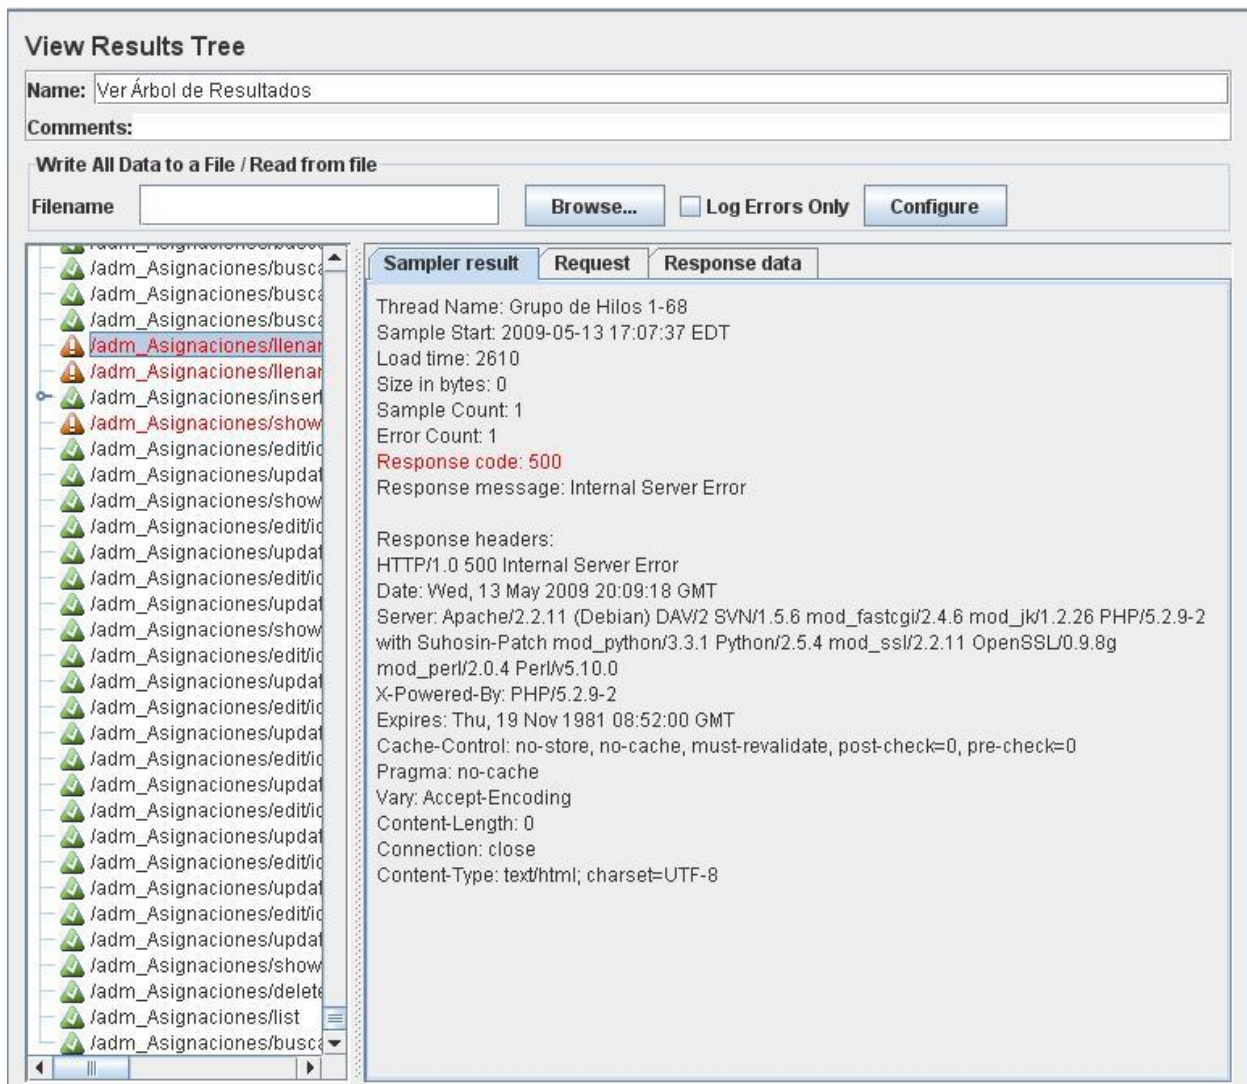 View Results Tree
Name: Ver Árbol de Resultados
Comments:
Write All Data to a File / Read from file
Filename Browse... Log Errors Only Configure
/adm_Asignaciones/busca
/adm_Asignaciones/busca
/adm_Asignaciones/busca
/adm_Asignaciones/busca
/adm_Asignaciones/llenar
/adm_Asignaciones/llenar
/adm_Asignaciones/insert
/adm_Asignaciones/show
/adm_Asignaciones/edit/id
/adm_Asignaciones/updat
/adm_Asignaciones/show
/adm_Asignaciones/edit/id
/adm_Asignaciones/updat
/adm_Asignaciones/edit/id
/adm_Asignaciones/updat
/adm_Asignaciones/show
/adm_Asignaciones/edit/id
/adm_Asignaciones/updat
/adm_Asignaciones/edit/id
/adm_Asignaciones/updat
/adm_Asignaciones/edit/id
/adm_Asignaciones/updat
/adm_Asignaciones/edit/id
/adm_Asignaciones/updat
/adm_Asignaciones/edit/id
/adm_Asignaciones/updat
/adm_Asignaciones/edit/id
/adm_Asignaciones/updat
/adm_Asignaciones/show
/adm_Asignaciones/delete
/adm_Asignaciones/list
/adm_Asignaciones/busca
Sampler result Request Response data
Thread Name: Grupo de Hilos 1-68
Sample Start: 2009-05-13 17:07:37 EDT
Load time: 2610
Size in bytes: 0
Sample Count: 1
Error Count: 1
Response code: 500
Response message: Internal Server Error
Response headers:
HTTP/1.0 500 Internal Server Error
Date: Wed, 13 May 2009 20:09:18 GMT
Server: Apache/2.2.11 (Debian) DAV/2 SVN/1.5.6 mod_fastcgi/2.4.6 mod_jk/1.2.26 PHP/5.2.9-2
with Suhosin-Patch mod_python/3.3.1 Python/2.5.4 mod_ssl/2.2.11 OpenSSL/0.9.8g
mod_perl/2.0.4 Perl/v5.10.0
X-Powered-By: PHP/5.2.9-2
Expires: Thu, 19 Nov 1981 08:52:00 GMT
Cache-Control: no-store, no-cache, must-revalidate, post-check=0, pre-check=0
Pragma: no-cache
Vary: Accept-Encoding
Content-Length: 0
Connection: close
Content-Type: text/html; charset=UTF-8